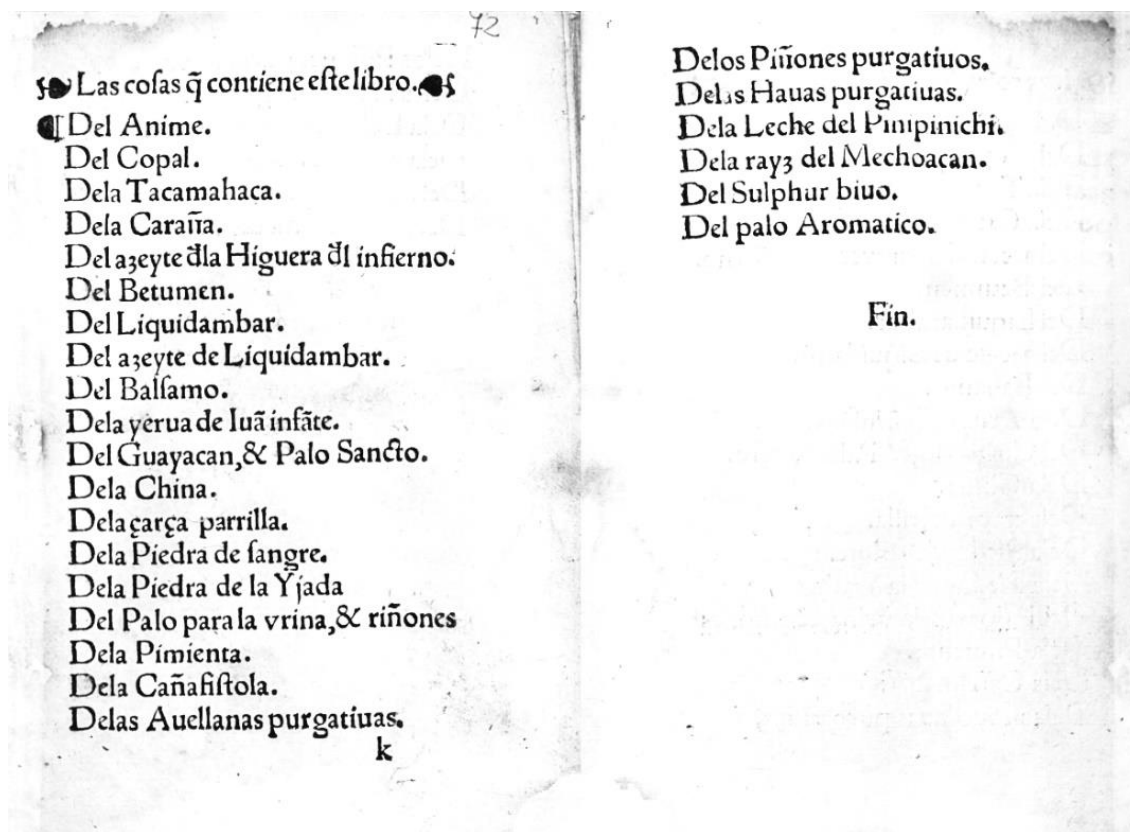 72
Las coſas q̃ contiene eſte libro.
Del Anime.
Del Copal.
Dela Tacamahaca.
Dela Caraña.
Del azeyte d̃la Higuera d̃l infierno.
Del Betumen.
Del Liquidambar.
Del azeyte de Liquidambar.
Del Balſamo.
Dela yerua de Iuã infãte.
Del Guayacan,& Palo Sancto.
Dela China.
Dela çarça parrilla.
Dela Piedra de ſangre.
Dela Piedra de la Yjada
Del Palo para la vrina,& riñones
Dela Pimienta.
Dela Cañafiſtola.
Delas Auellanas purgatiuas.
k
Delos Piñones purgatiuos.
Delas Hauas purgatiuas.
Dela Leche del Pinipinichi.
Dela rayz del Mechoacan.
Del Sulphur biuo.
Del palo Aromatico.
Fin.